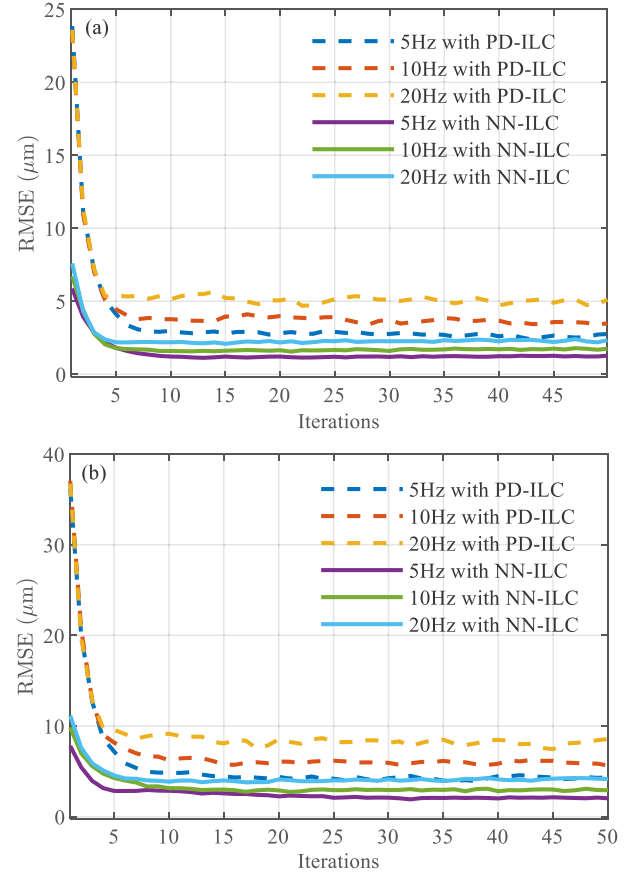 (a)
25
20
15
10
5
0
RMSE (μm)
5Hz with PD-ILC
10Hz with PD-ILC
20Hz with PD-ILC
5Hz with NN-ILC
10Hz with NN-ILC
20Hz with NN-ILC
5 10 15 20 25 30 35 40 45
Iterations
(b)
40
30
20
10
0
RMSE (μm)
5Hz with PD-ILC
10Hz with PD-ILC
20Hz with PD-ILC
5Hz with NN-ILC
10Hz with NN-ILC
20Hz with NN-ILC
5 10 15 20 25 30 35 40 45 50
Iterations